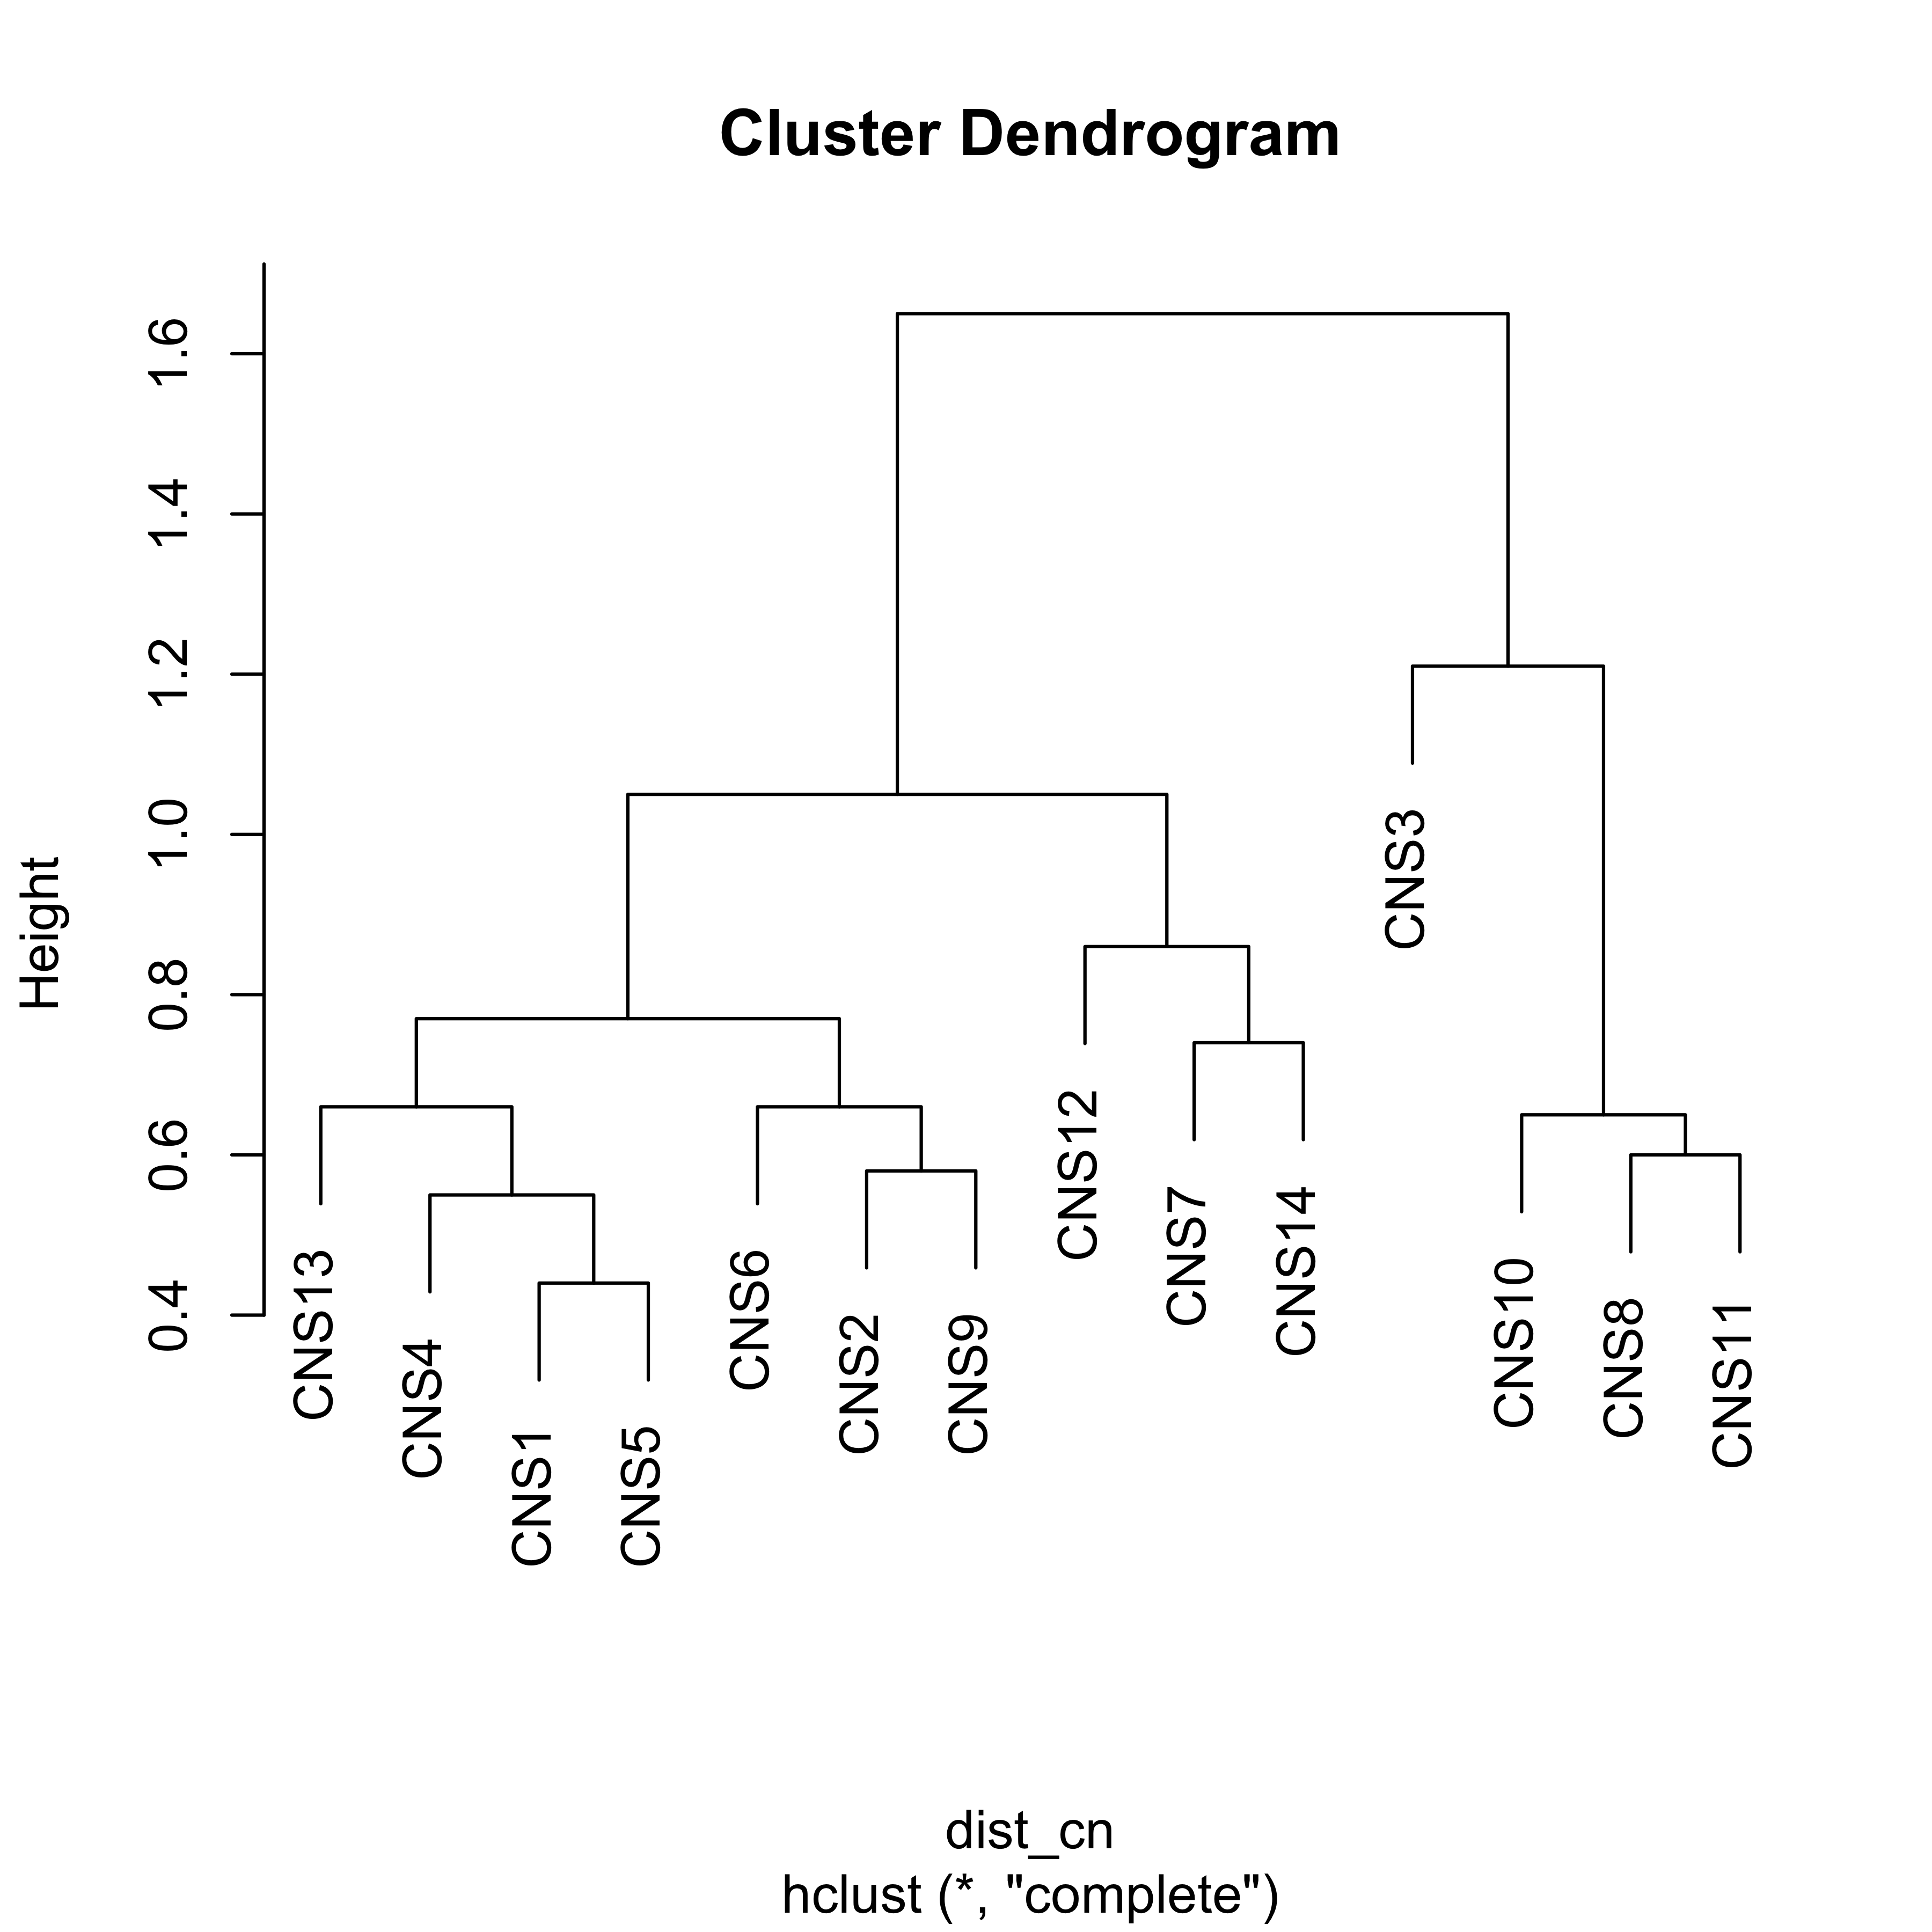 Cluster Dendrogram
Height
1.6
1.4
1.2
1.0
0.8
0.6
0.4
CNS13
CNS4
CNS1
CNS5
CNS6
CNS2
CNS9
CNS12
CNS7
CNS14
CNS3
CNS10
CNS8
CNS11
dist_cn
hclust (*, "complete")